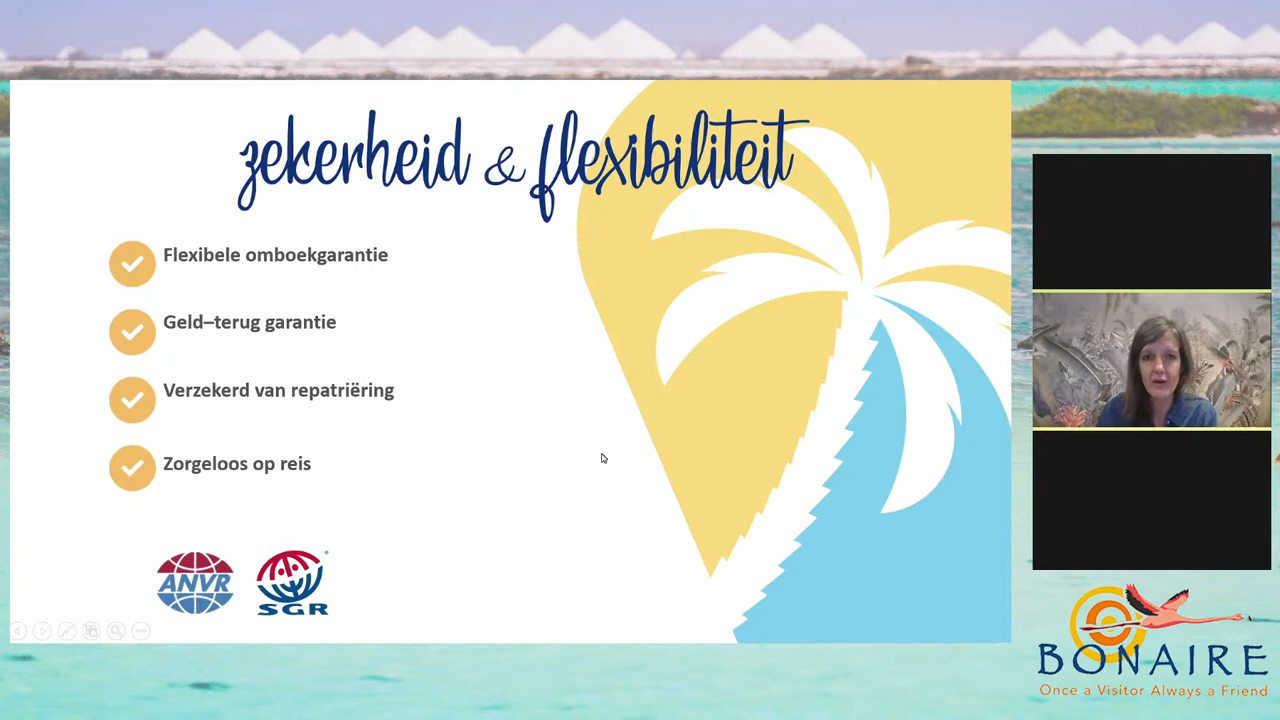 zekerheid & flexibiliteit
Flexibele omboekgarantie
Geld–terug garantie
Verzekerd van repatriëring
Zorgeloos op reis
ANVR
SGR
BONAIRE
Once a Visitor Always a Friend